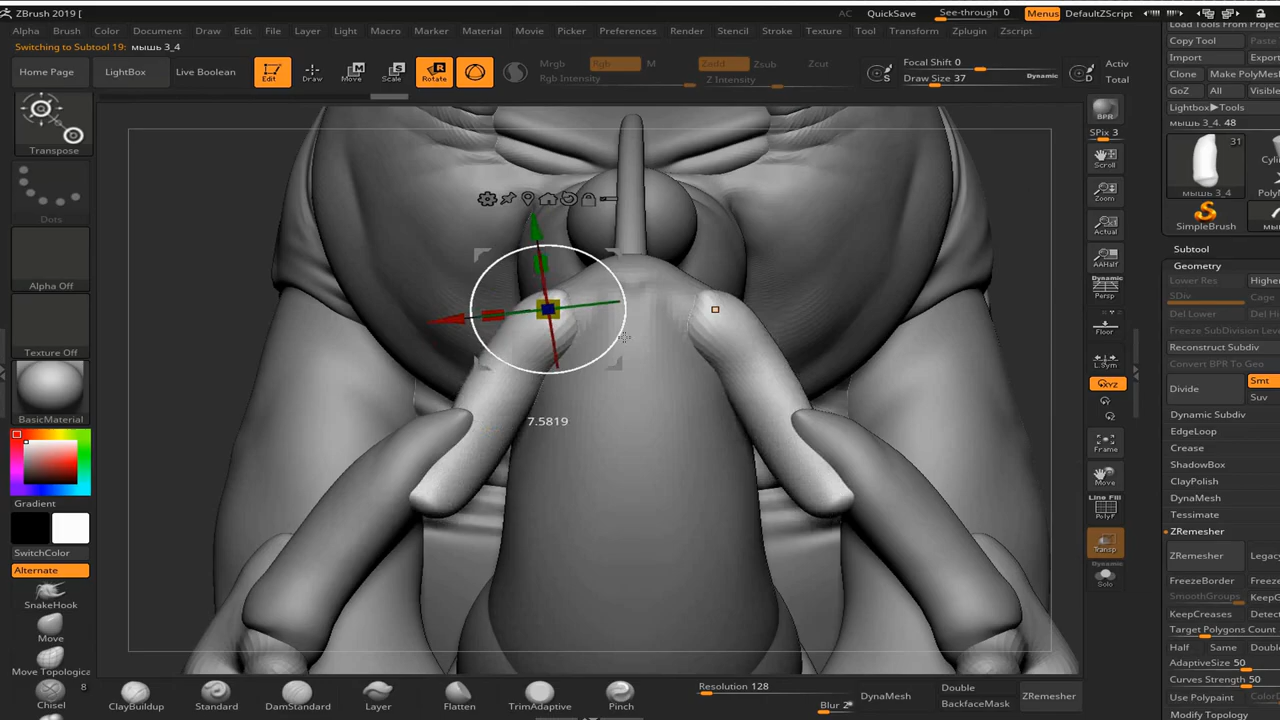 ZBrush 2019 [
AC QuickSave See-through 0 Menus DefaultZScript
Alpha Brush Color Document Draw Edit File Layer Light Macro Marker Material Movie Picker Preferences Render Stencil Stroke Texture Tool Transform Zplugin Zscript
Switching to Subtool 19: мышь 3_4
Home Page LightBox Live Boolean Edit Draw Move Scale Rotate
Mrgb Rgb M Zadd Zsub Zcut
Rgb Intensity Z Intensity
S Focal Shift 0
Draw Size 37 Dynamic
D Activ
Total
Transpose
Dots
Alpha Off
Texture Off
BasicMaterial
Gradient
SwitchColor
Alternate
SnakeHook
Move
Move Topologica
Chisel
8
7.5819
BPR
SPix 3
Scroll
Zoom
Actual
AAHalf
Dynamic
Persp
Floor
L.Sym
XYZ
Frame
Move
Line Fill
PolyF
Transp
Dynamic
Solo
Load Tools From Project
Copy Tool Paste
Import Export
Clone Make PolyMesh
GoZ All Visible
Lightbox▶Tools
мышь 3_4. 48
31
Cylin
мышь 3_4 PolyM
SimpleBrush мы
Subtool
Geometry
Lower Res Higher
SDiv Cage
Del Lower Del Hi
Freeze SubDivision Level
Reconstruct Subdiv
Convert BPR To Geo
Divide Smt
Suv
Dynamic Subdiv
EdgeLoop
Crease
ShadowBox
ClayPolish
DynaMesh
Tessimate
ZRemesher
ZRemesher Legac
FreezeBorder Freeze
SmoothGroups KeepG
KeepCreases Detect
Target Polygons Count
Half Same Double
AdaptiveSize 50
Curves Strength 50
Use Polypaint ColorD
Modify Topology
ClayBuildup Standard DamStandard Layer Flatten TrimAdaptive Pinch
Resolution 128
Blur 2
DynaMesh
Double
BackfaceMask
ZRemesher